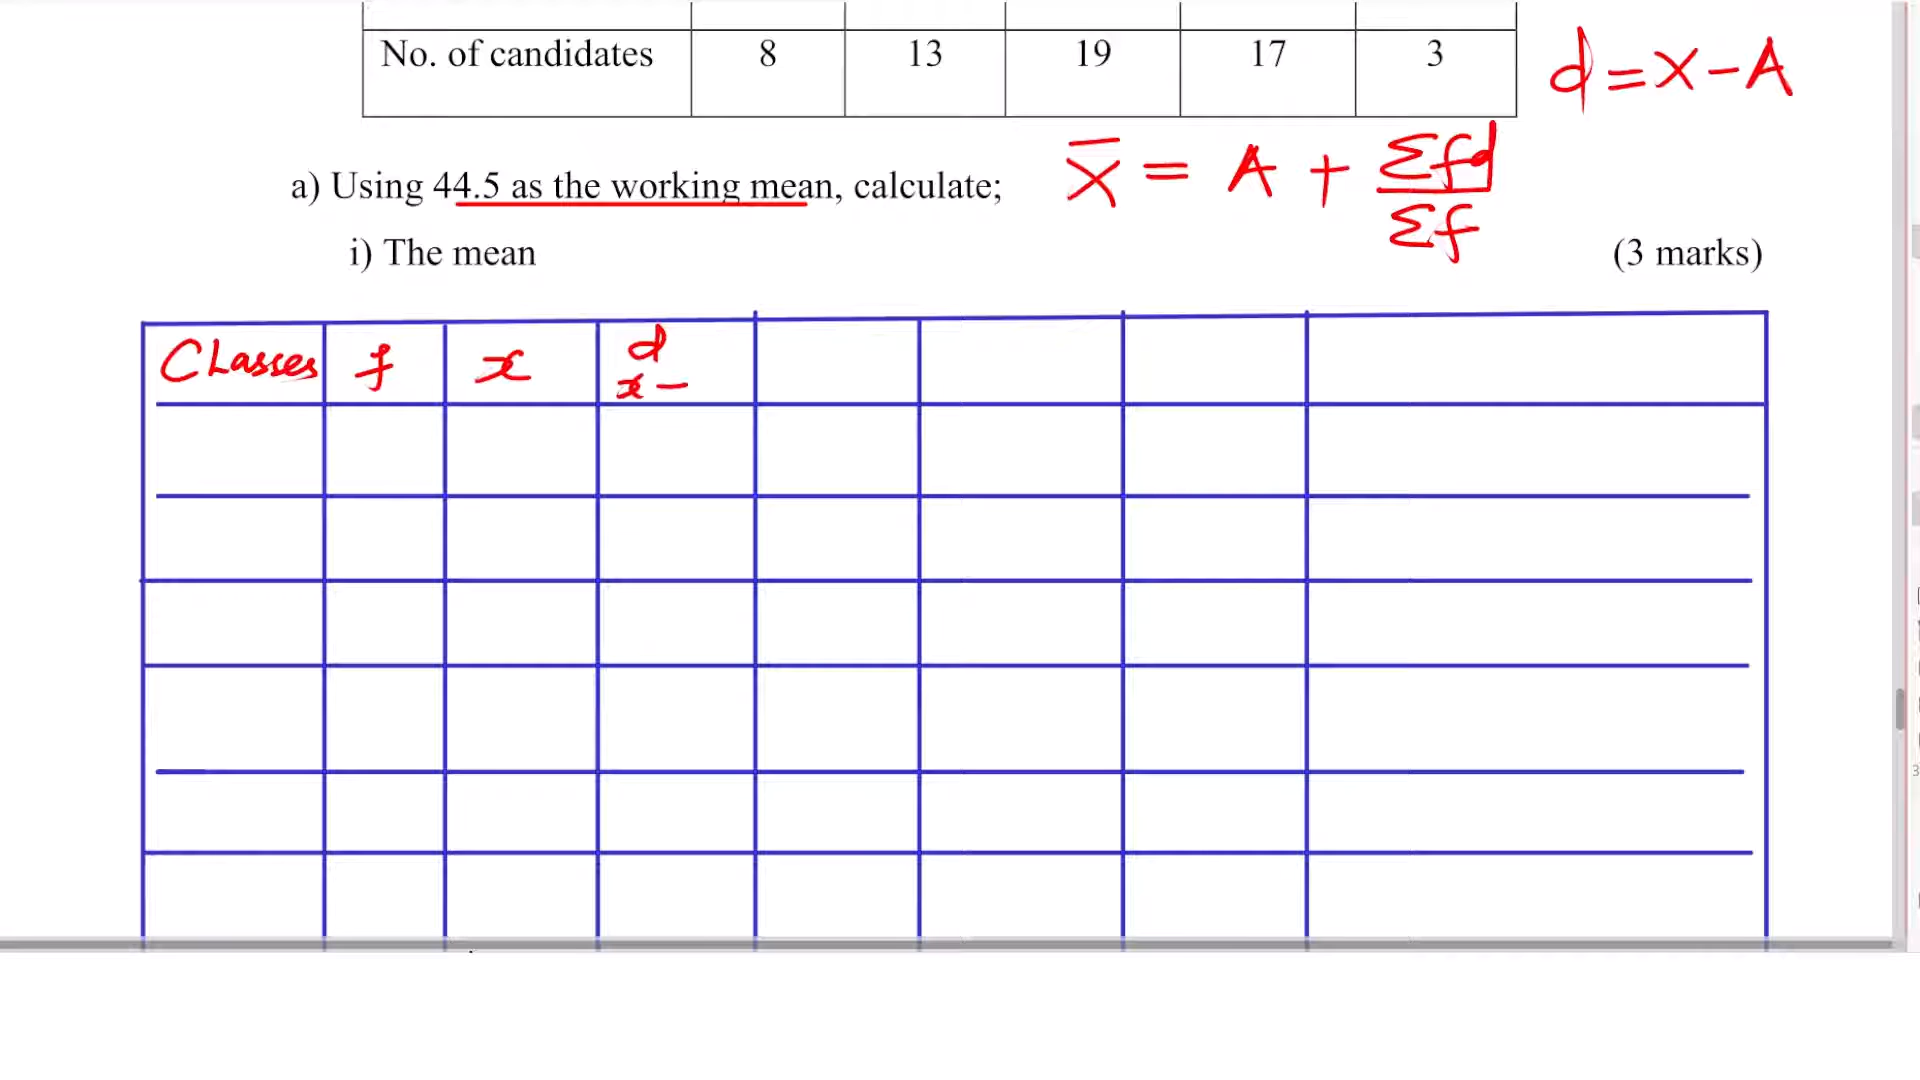 No. of candidates 8 13 19 17 3
d = x - A
a) Using 44.5 as the working mean, calculate;
x̄ = A + Σfd / Σf
i) The mean (3 marks)
Classes f x d
x -